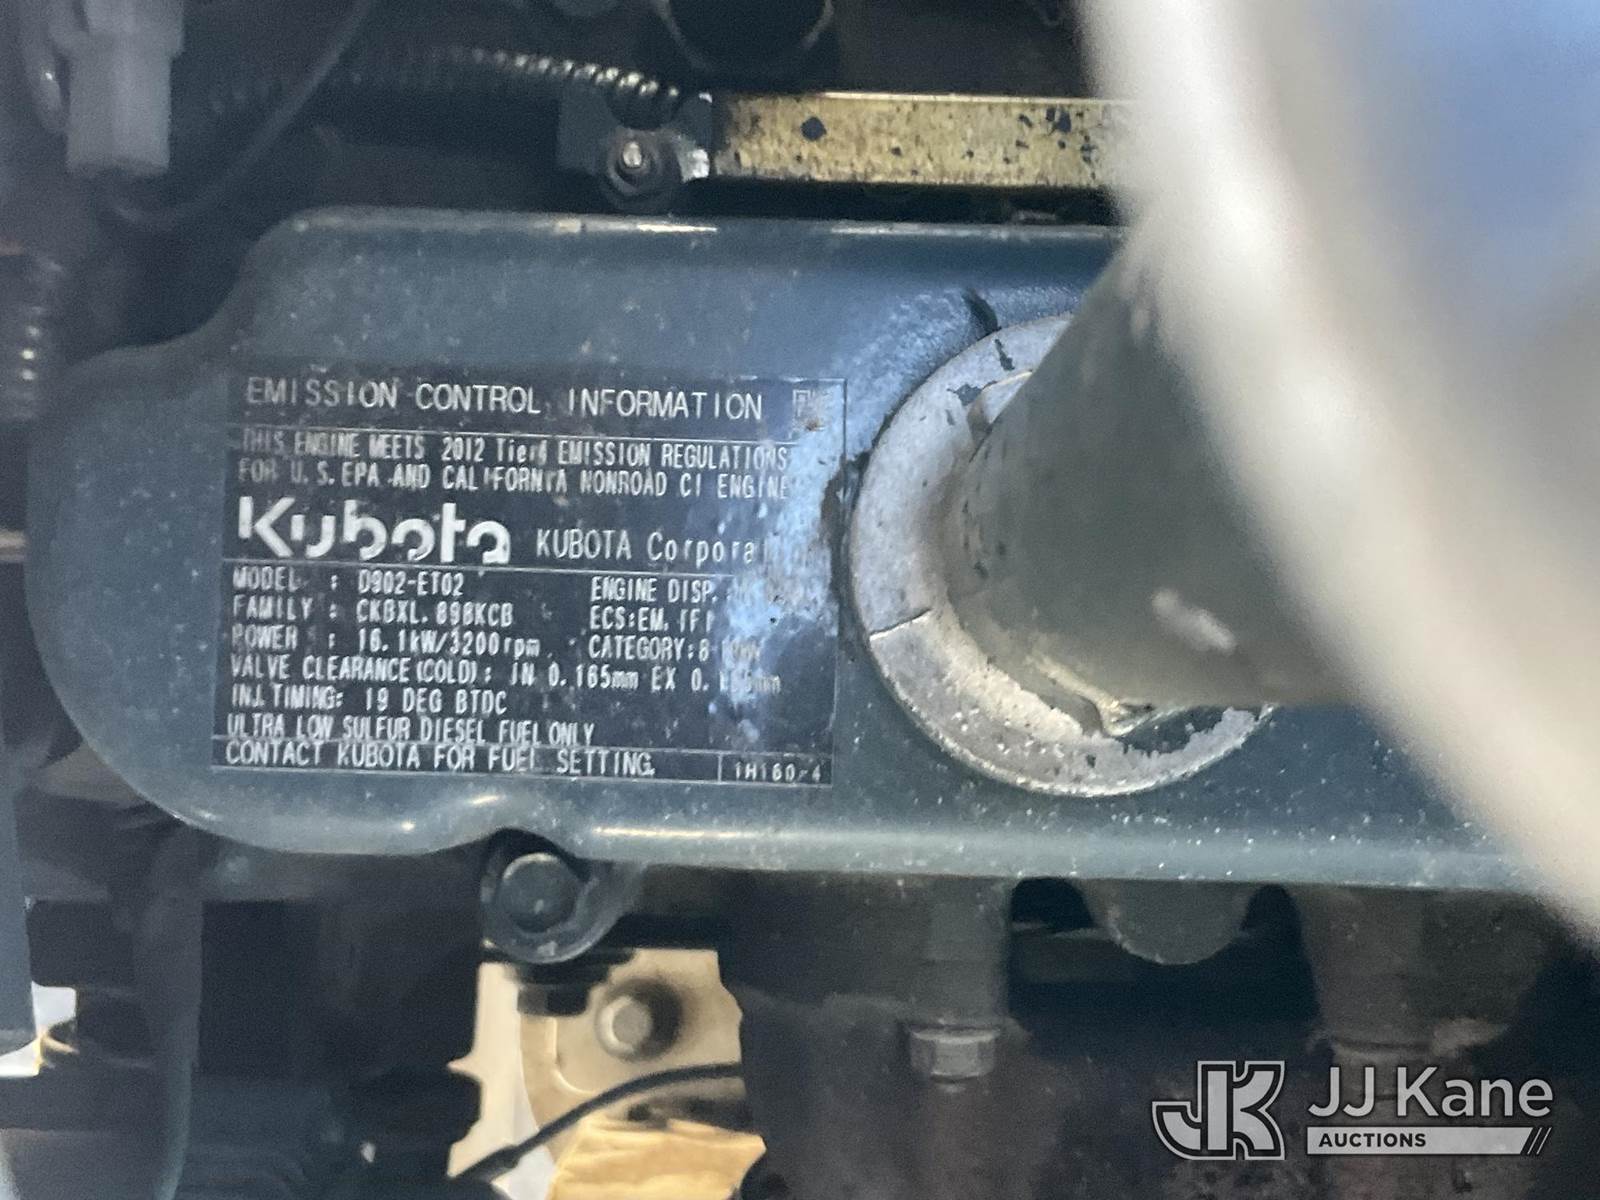 EMISSION CONTROL INFORMATION
THIS ENGINE MEETS 2012 Tier4 EMISSION REGULATIONS
FOR U.S.EPA AND CALIFORNIA NONROAD CI ENGINE
Kubota KUBOTA
MODEL : D902-ET02 ENGINE DISP.
FAMILY : CKBXL.898KCB ECS:EM,
POWER : 16.1kW/3200rpm CATEGORY:
VALVE CLEARANCE(COLD): IN 0.165mm EX
INJ.TIMING: 19 DEG BTDC
ULTRA LOW SULFUR DIESEL FUEL ONLY
CONTACT KUBOTA FOR FUEL SETTING. 1H160-4
JK JJ Kane
AUCTIONS